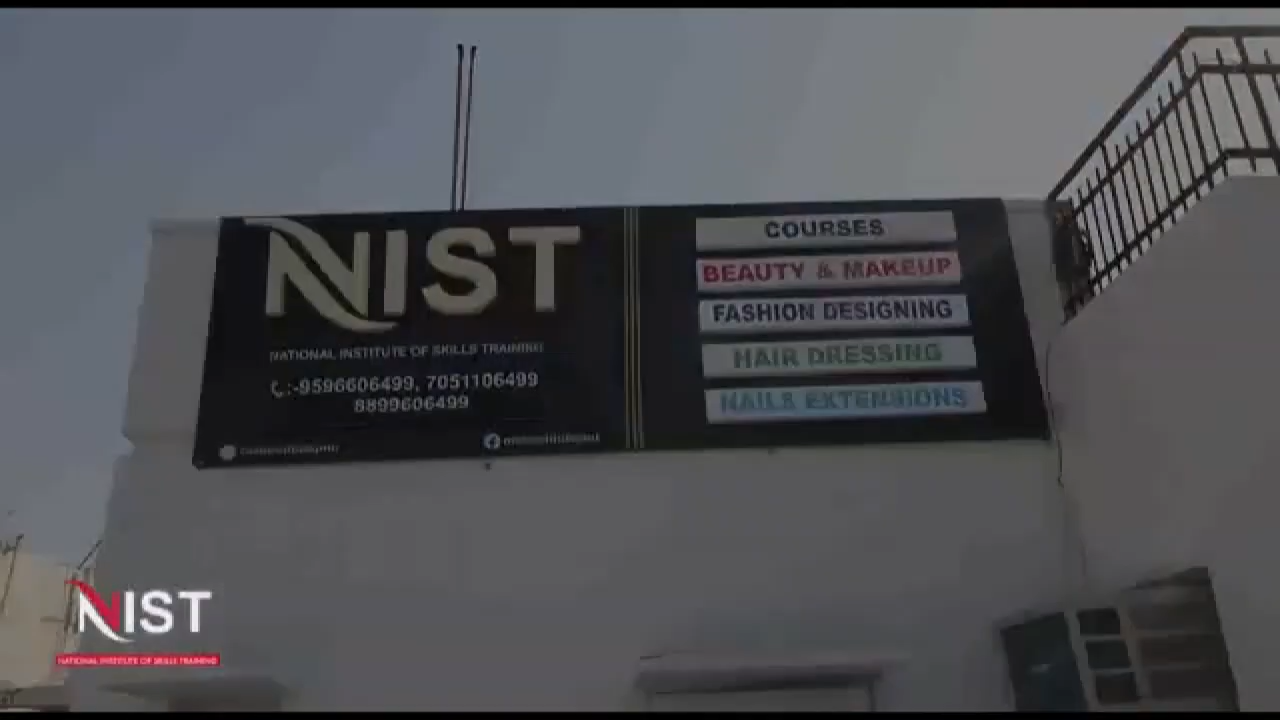 NIST
NATIONAL INSTITUTE OF SKILLS TRAINING
:-9596606499, 7051106499
8899606499
COURSES
BEAUTY & MAKEUP
FASHION DESIGNING
HAIR DRESSING
NAILS EXTENSIONS
NIST
NATIONAL INSTITUTE OF SKILLS TRAINING